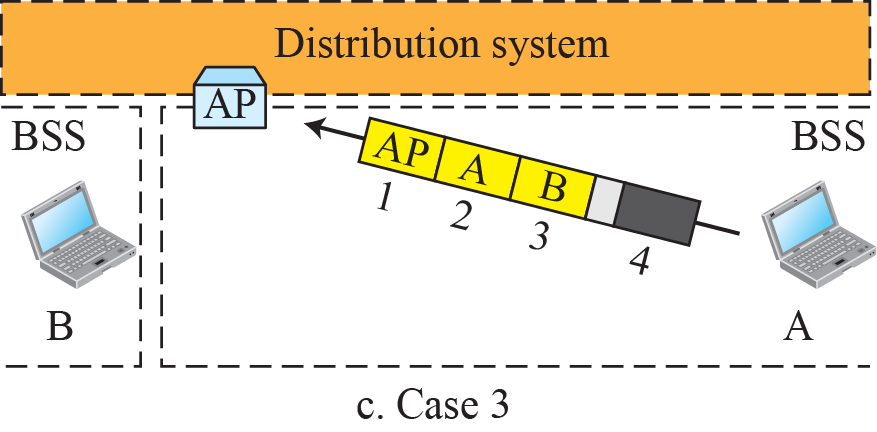 Distribution system
AP
BSS
BSS
AP A B
1 2 3 4
B
A
c. Case 3